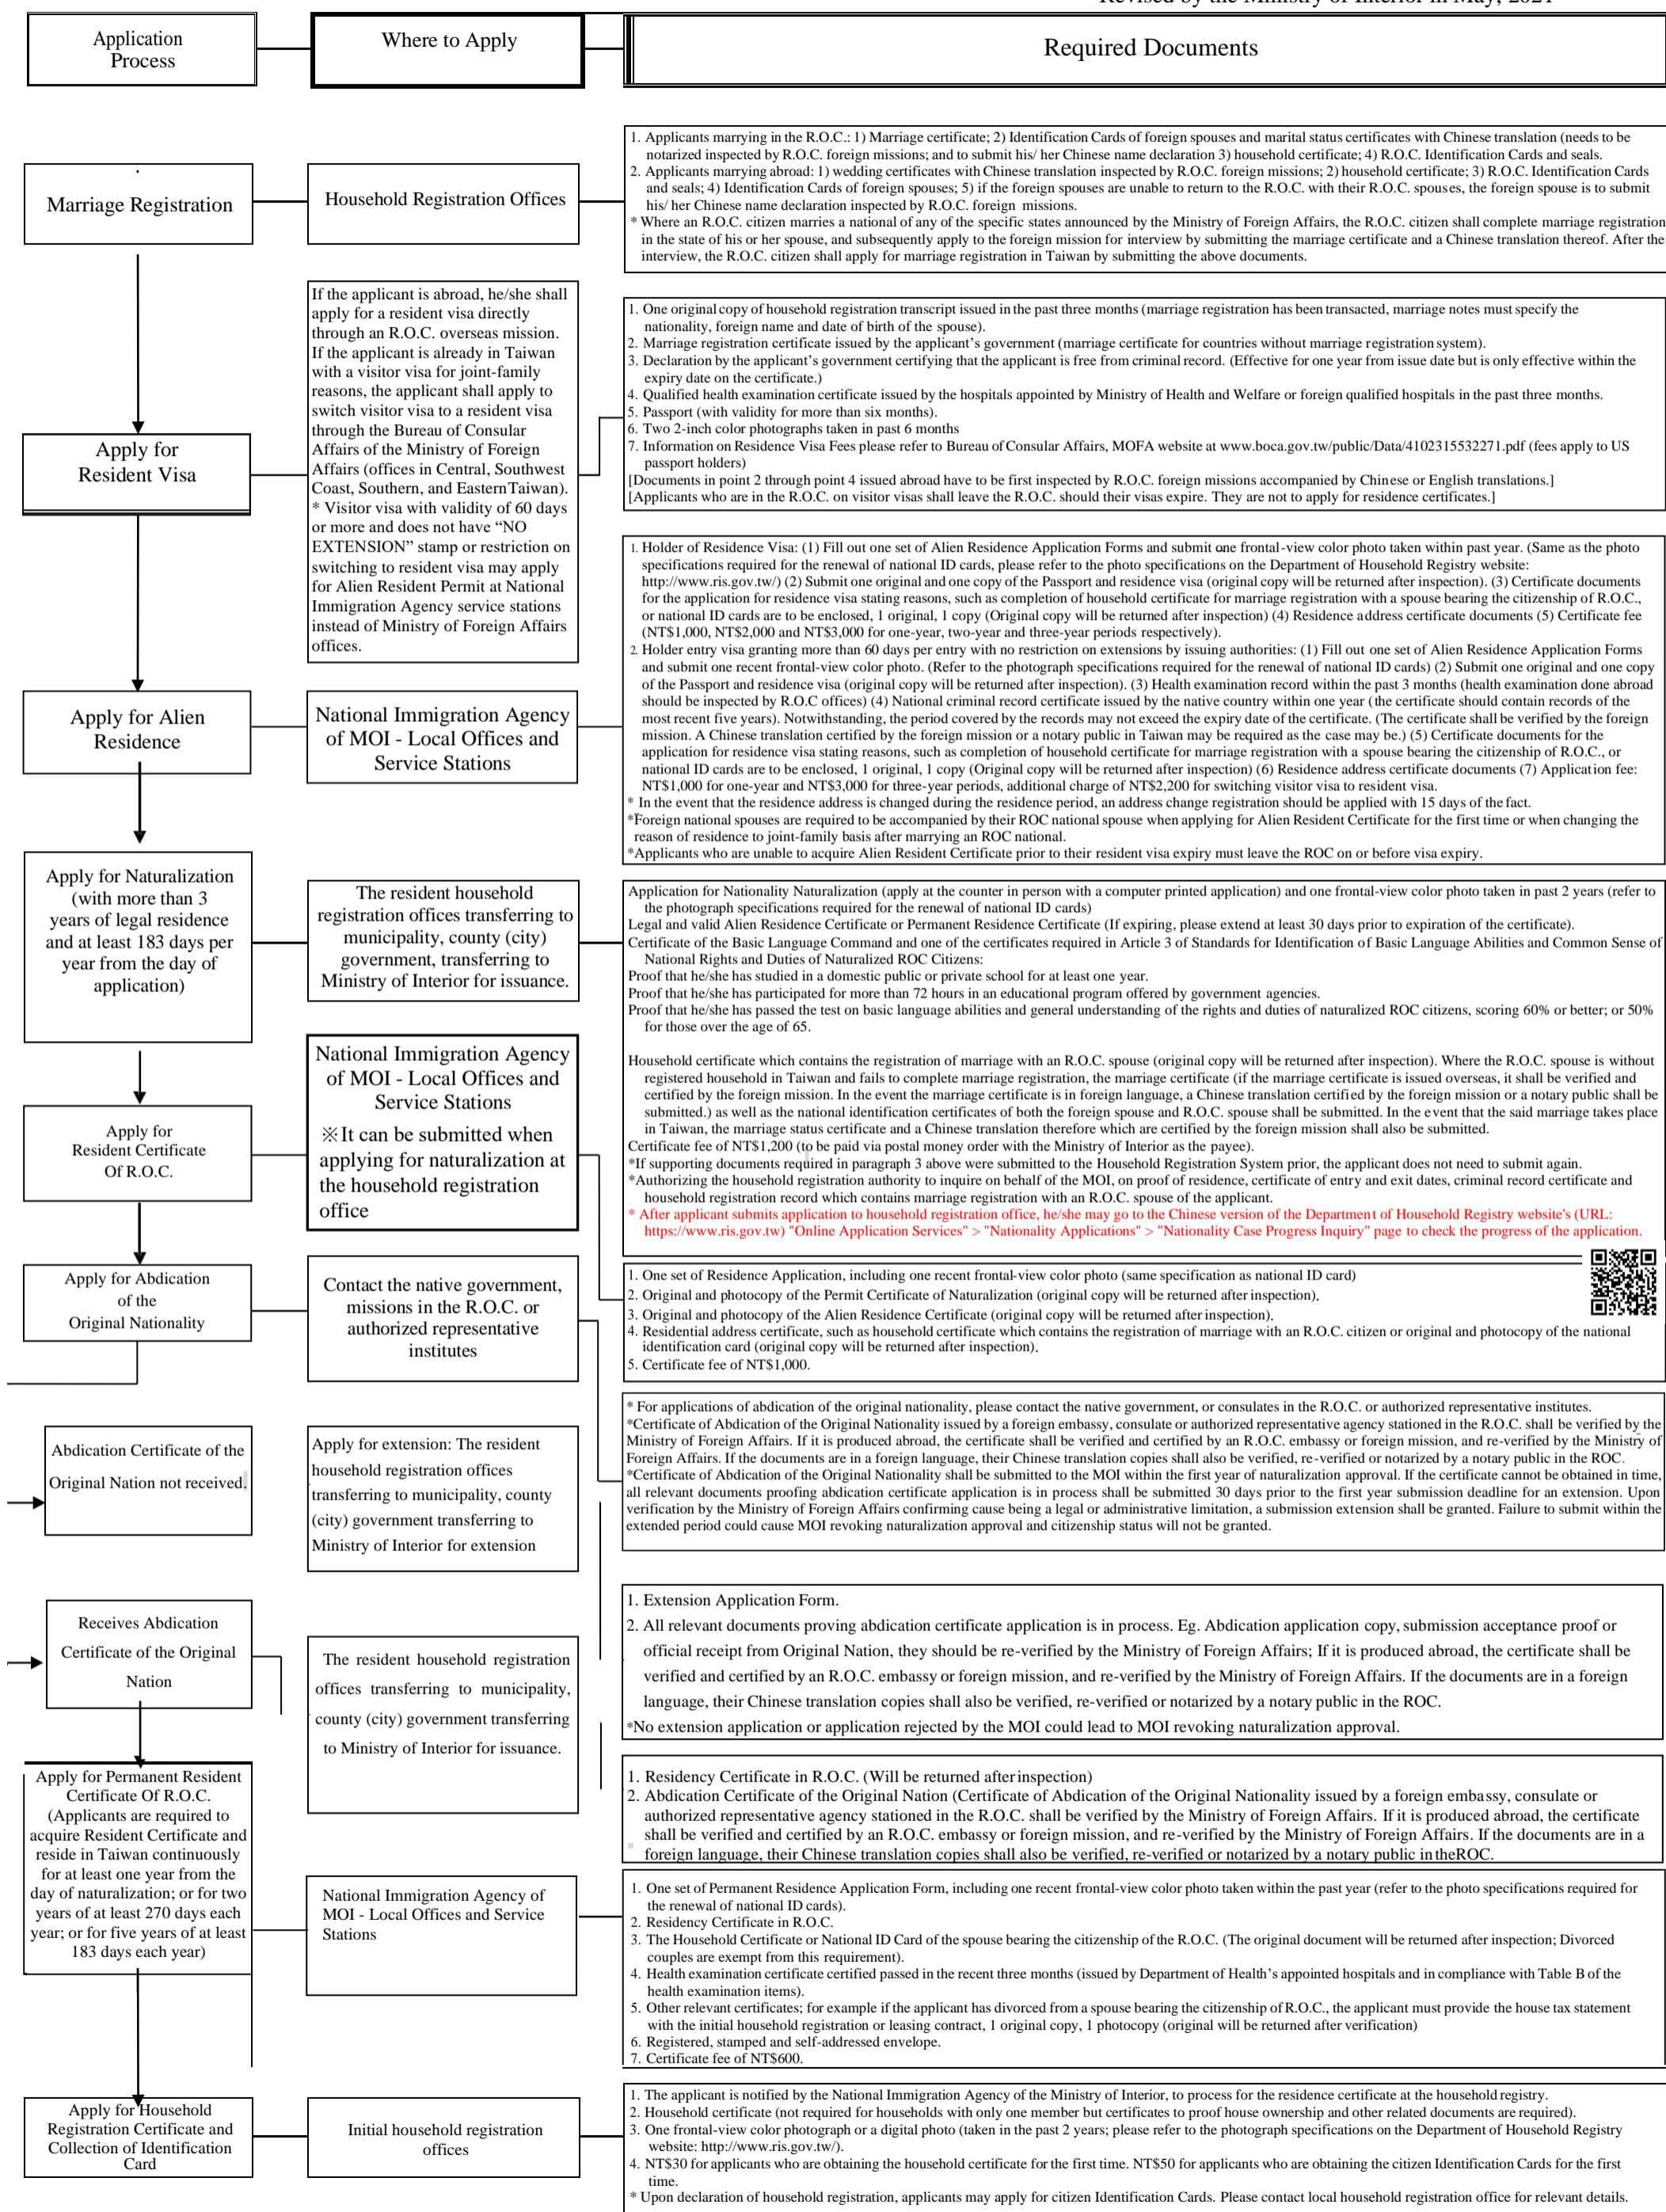 Revised by the Ministry of Interior in May, 2021
Application
Process
Where to Apply
Required Documents
Marriage Registration
Household Registration Offices
1. Applicants marrying in the R.O.C.: 1) Marriage certificate; 2) Identification Cards of foreign spouses and marital status certificates with Chinese translation (needs to be
notarized inspected by R.O.C. foreign missions; and to submit his/ her Chinese name declaration 3) household certificate; 4) R.O.C. Identification Cards and seals.
2. Applicants marrying abroad: 1) wedding certificates with Chinese translation inspected by R.O.C. foreign missions; 2) household certificate; 3) R.O.C. Identification Cards
and seals; 4) Identification Cards of foreign spouses; 5) if the foreign spouses are unable to return to the R.O.C. with their R.O.C. spouses, the foreign spouse is to submit
his/ her Chinese name declaration inspected by R.O.C. foreign missions.
* Where an R.O.C. citizen marries a national of any of the specific states announced by the Ministry of Foreign Affairs, the R.O.C. citizen shall complete marriage registration
in the state of his or her spouse, and subsequently apply to the foreign mission for interview by submitting the marriage certificate and a Chinese translation thereof. After the
interview, the R.O.C. citizen shall apply for marriage registration in Taiwan by submitting the above documents.
Apply for
Resident Visa
If the applicant is abroad, he/she shall
apply for a resident visa directly
through an R.O.C. overseas mission.
If the applicant is already in Taiwan
with a visitor visa for joint-family
reasons, the applicant shall apply to
switch visitor visa to a resident visa
through the Bureau of Consular
Affairs of the Ministry of Foreign
Affairs (offices in Central, Southwest
Coast, Southern, and Eastern Taiwan).
* Visitor visa with validity of 60 days
or more and does not have “NO
EXTENSION” stamp or restriction on
switching to resident visa may apply
for Alien Resident Permit at National
Immigration Agency service stations
instead of Ministry of Foreign Affairs
offices.
1. One original copy of household registration transcript issued in the past three months (marriage registration has been transacted, marriage notes must specify the
nationality, foreign name and date of birth of the spouse).
2. Marriage registration certificate issued by the applicant’s government (marriage certificate for countries without marriage registration system).
3. Declaration by the applicant’s government certifying that the applicant is free from criminal record. (Effective for one year from issue date but is only effective within the
expiry date on the certificate.)
4. Qualified health examination certificate issued by the hospitals appointed by Ministry of Health and Welfare or foreign qualified hospitals in the past three months.
5. Passport (with validity for more than six months).
6. Two 2-inch color photographs taken in past 6 months
7. Information on Residence Visa Fees please refer to Bureau of Consular Affairs, MOFA website at www.boca.gov.tw/public/Data/4102315532271.pdf (fees apply to US
passport holders)
[Documents in point 2 through point 4 issued abroad have to be first inspected by R.O.C. foreign missions accompanied by Chinese or English translations.]
[Applicants who are in the R.O.C. on visitor visas shall leave the R.O.C. should their visas expire. They are not to apply for residence certificates.]
Apply for Alien
Residence
National Immigration Agency
of MOI - Local Offices and
Service Stations
1. Holder of Residence Visa: (1) Fill out one set of Alien Residence Application Forms and submit one frontal-view color photo taken within past year. (Same as the photo
specifications required for the renewal of national ID cards, please refer to the photo specifications on the Department of Household Registry website:
http://www.ris.gov.tw/) (2) Submit one original and one copy of the Passport and residence visa (original copy will be returned after inspection). (3) Certificate documents
for the application for residence visa stating reasons, such as completion of household certificate for marriage registration with a spouse bearing the citizenship of R.O.C.,
or national ID cards are to be enclosed, 1 original, 1 copy (Original copy will be returned after inspection) (4) Residence address certificate documents (5) Certificate fee
(NT$1,000, NT$2,000 and NT$3,000 for one-year, two-year and three-year periods respectively).
2. Holder entry visa granting more than 60 days per entry with no restriction on extensions by issuing authorities: (1) Fill out one set of Alien Residence Application Forms
and submit one recent frontal-view color photo. (Refer to the photograph specifications required for the renewal of national ID cards) (2) Submit one original and one copy
of the Passport and residence visa (original copy will be returned after inspection). (3) Health examination record within the past 3 months (health examination done abroad
should be inspected by R.O.C offices) (4) National criminal record certificate issued by the native country within one year (the certificate should contain records of the
most recent five years). Notwithstanding, the period covered by the records may not exceed the expiry date of the certificate. (The certificate shall be verified by the foreign
mission. A Chinese translation certified by the foreign mission or a notary public in Taiwan may be required as the case may be.) (5) Certificate documents for the
application for residence visa stating reasons, such as completion of household certificate for marriage registration with a spouse bearing the citizenship of R.O.C., or
national ID cards are to be enclosed, 1 original, 1 copy (Original copy will be returned after inspection) (6) Residence address certificate documents (7) Application fee:
NT$1,000 for one-year and NT$3,000 for three-year periods, additional charge of NT$2,200 for switching visitor visa to resident visa.
* In the event that the residence address is changed during the residence period, an address change registration should be applied with 15 days of the fact.
*Foreign national spouses are required to be accompanied by their ROC national spouse when applying for Alien Resident Certificate for the first time or when changing the
reason of residence to joint-family basis after marrying an ROC national.
*Applicants who are unable to acquire Alien Resident Certificate prior to their resident visa expiry must leave the ROC on or before visa expiry.
Apply for Naturalization
(with more than 3
years of legal residence
and at least 183 days per
year from the day of
application)
The resident household
registration offices transferring to
municipality, county (city)
government, transferring to
Ministry of Interior for issuance.
Application for Nationality Naturalization (apply at the counter in person with a computer printed application) and one frontal-view color photo taken in past 2 years (refer to
the photograph specifications required for the renewal of national ID cards)
Legal and valid Alien Residence Certificate or Permanent Residence Certificate (If expiring, please extend at least 30 days prior to expiration of the certificate).
Certificate of the Basic Language Command and one of the certificates required in Article 3 of Standards for Identification of Basic Language Abilities and Common Sense of
National Rights and Duties of Naturalized ROC Citizens:
Proof that he/she has studied in a domestic public or private school for at least one year.
Proof that he/she has participated for more than 72 hours in an educational program offered by government agencies.
Proof that he/she has passed the test on basic language abilities and general understanding of the rights and duties of naturalized ROC citizens, scoring 60% or better; or 50%
for those over the age of 65.
Household certificate which contains the registration of marriage with an R.O.C. spouse (original copy will be returned after inspection). Where the R.O.C. spouse is without
registered household in Taiwan and fails to complete marriage registration, the marriage certificate (if the marriage certificate is issued overseas, it shall be verified and
certified by the foreign mission. In the event the marriage certificate is in foreign language, a Chinese translation certified by the foreign mission or a notary public shall be
submitted.) as well as the national identification certificates of both the foreign spouse and R.O.C. spouse shall be submitted. In the event that the said marriage takes place
in Taiwan, the marriage status certificate and a Chinese translation therefore which are certified by the foreign mission shall also be submitted.
Certificate fee of NT$1,200 (to be paid via postal money order with the Ministry of Interior as the payee).
*If supporting documents required in paragraph 3 above were submitted to the Household Registration System prior, the applicant does not need to submit again.
*Authorizing the household registration authority to inquire on behalf of the MOI, on proof of residence, certificate of entry and exit dates, criminal record certificate and
household registration record which contains marriage registration with an R.O.C. spouse of the applicant.
* After applicant submits application to household registration office, he/she may go to the Chinese version of the Department of Household Registry website's (URL:
https://www.ris.gov.tw) "Online Application Services" > "Nationality Applications" > "Nationality Case Progress Inquiry" page to check the progress of the application.
Apply for
Resident Certificate
Of R.O.C.
National Immigration Agency
of MOI - Local Offices and
Service Stations
※It can be submitted when
applying for naturalization at
the household registration
office
1. One set of Residence Application, including one recent frontal-view color photo (same specification as national ID card)
2. Original and photocopy of the Permit Certificate of Naturalization (original copy will be returned after inspection).
3. Original and photocopy of the Alien Residence Certificate (original copy will be returned after inspection).
4. Residential address certificate, such as household certificate which contains the registration of marriage with an R.O.C. citizen or original and photocopy of the national
identification card (original copy will be returned after inspection).
5. Certificate fee of NT$1,000.
Apply for Abdication
of the
Original Nationality
Contact the native government,
missions in the R.O.C. or
authorized representative
institutes
* For applications of abdication of the original nationality, please contact the native government, or consulates in the R.O.C. or authorized representative institutes.
*Certificate of Abdication of the Original Nationality issued by a foreign embassy, consulate or authorized representative agency stationed in the R.O.C. shall be verified by the
Ministry of Foreign Affairs. If it is produced abroad, the certificate shall be verified and certified by an R.O.C. embassy or foreign mission, and re-verified by the Ministry of
Foreign Affairs. If the documents are in a foreign language, their Chinese translation copies shall also be verified, re-verified or notarized by a notary public in the ROC.
*Certificate of Abdication of the Original Nationality shall be submitted to the MOI within the first year of naturalization approval. If the certificate cannot be obtained in time,
all relevant documents proofing abdication certificate application is in process shall be submitted 30 days prior to the first year submission deadline for an extension. Upon
verification by the Ministry of Foreign Affairs confirming cause being a legal or administrative limitation, a submission extension shall be granted. Failure to submit within the
extended period could cause MOI revoking naturalization approval and citizenship status will not be granted.
Abdication Certificate of the
Original Nation not received.
Apply for extension: The resident
household registration offices
transferring to municipality, county
(city) government transferring to
Ministry of Interior for extension
1. Extension Application Form.
2. All relevant documents proving abdication certificate application is in process. Eg. Abdication application copy, submission acceptance proof or
official receipt from Original Nation, they should be re-verified by the Ministry of Foreign Affairs; If it is produced abroad, the certificate shall be
verified and certified by an R.O.C. embassy or foreign mission, and re-verified by the Ministry of Foreign Affairs. If the documents are in a foreign
language, their Chinese translation copies shall also be verified, re-verified or notarized by a notary public in the ROC.
*No extension application or application rejected by the MOI could lead to MOI revoking naturalization approval.
Receives Abdication
Certificate of the Original
Nation
The resident household registration
offices transferring to municipality,
county (city) government transferring
to Ministry of Interior for issuance.
1. Residency Certificate in R.O.C. (Will be returned after inspection)
2. Abdication Certificate of the Original Nation (Certificate of Abdication of the Original Nationality issued by a foreign embassy, consulate or
authorized representative agency stationed in the R.O.C. shall be verified by the Ministry of Foreign Affairs. If it is produced abroad, the certificate
shall be verified and certified by an R.O.C. embassy or foreign mission, and re-verified by the Ministry of Foreign Affairs. If the documents are in a
foreign language, their Chinese translation copies shall also be verified, re-verified or notarized by a notary public in theROC.
Apply for Permanent Resident
Certificate Of R.O.C.
(Applicants are required to
acquire Resident Certificate and
reside in Taiwan continuously
for at least one year from the
day of naturalization; or for two
years of at least 270 days each
year; or for five years of at least
183 days each year)
National Immigration Agency of
MOI - Local Offices and Service
Stations
1. One set of Permanent Residence Application Form, including one recent frontal-view color photo taken within the past year (refer to the photo specifications required for
the renewal of national ID cards).
2. Residency Certificate in R.O.C.
3. The Household Certificate or National ID Card of the spouse bearing the citizenship of the R.O.C. (The original document will be returned after inspection; Divorced
couples are exempt from this requirement).
4. Health examination certificate certified passed in the recent three months (issued by Department of Health’s appointed hospitals and in compliance with Table B of the
health examination items).
5. Other relevant certificates; for example if the applicant has divorced from a spouse bearing the citizenship of R.O.C., the applicant must provide the house tax statement
with the initial household registration or leasing contract, 1 original copy, 1 photocopy (original will be returned after verification)
6. Registered, stamped and self-addressed envelope.
7. Certificate fee of NT$600.
Apply for Household
Registration Certificate and
Collection of Identification
Card
Initial household registration
offices
1. The applicant is notified by the National Immigration Agency of the Ministry of Interior, to process for the residence certificate at the household registry.
2. Household certificate (not required for households with only one member but certificates to proof house ownership and other related documents are required).
3. One frontal-view color photograph or a digital photo (taken in the past 2 years; please refer to the photograph specifications on the Department of Household Registry
website: http://www.ris.gov.tw/).
4. NT$30 for applicants who are obtaining the household certificate for the first time. NT$50 for applicants who are obtaining the citizen Identification Cards for the first
time.
* Upon declaration of household registration, applicants may apply for citizen Identification Cards. Please contact local household registration office for relevant details.